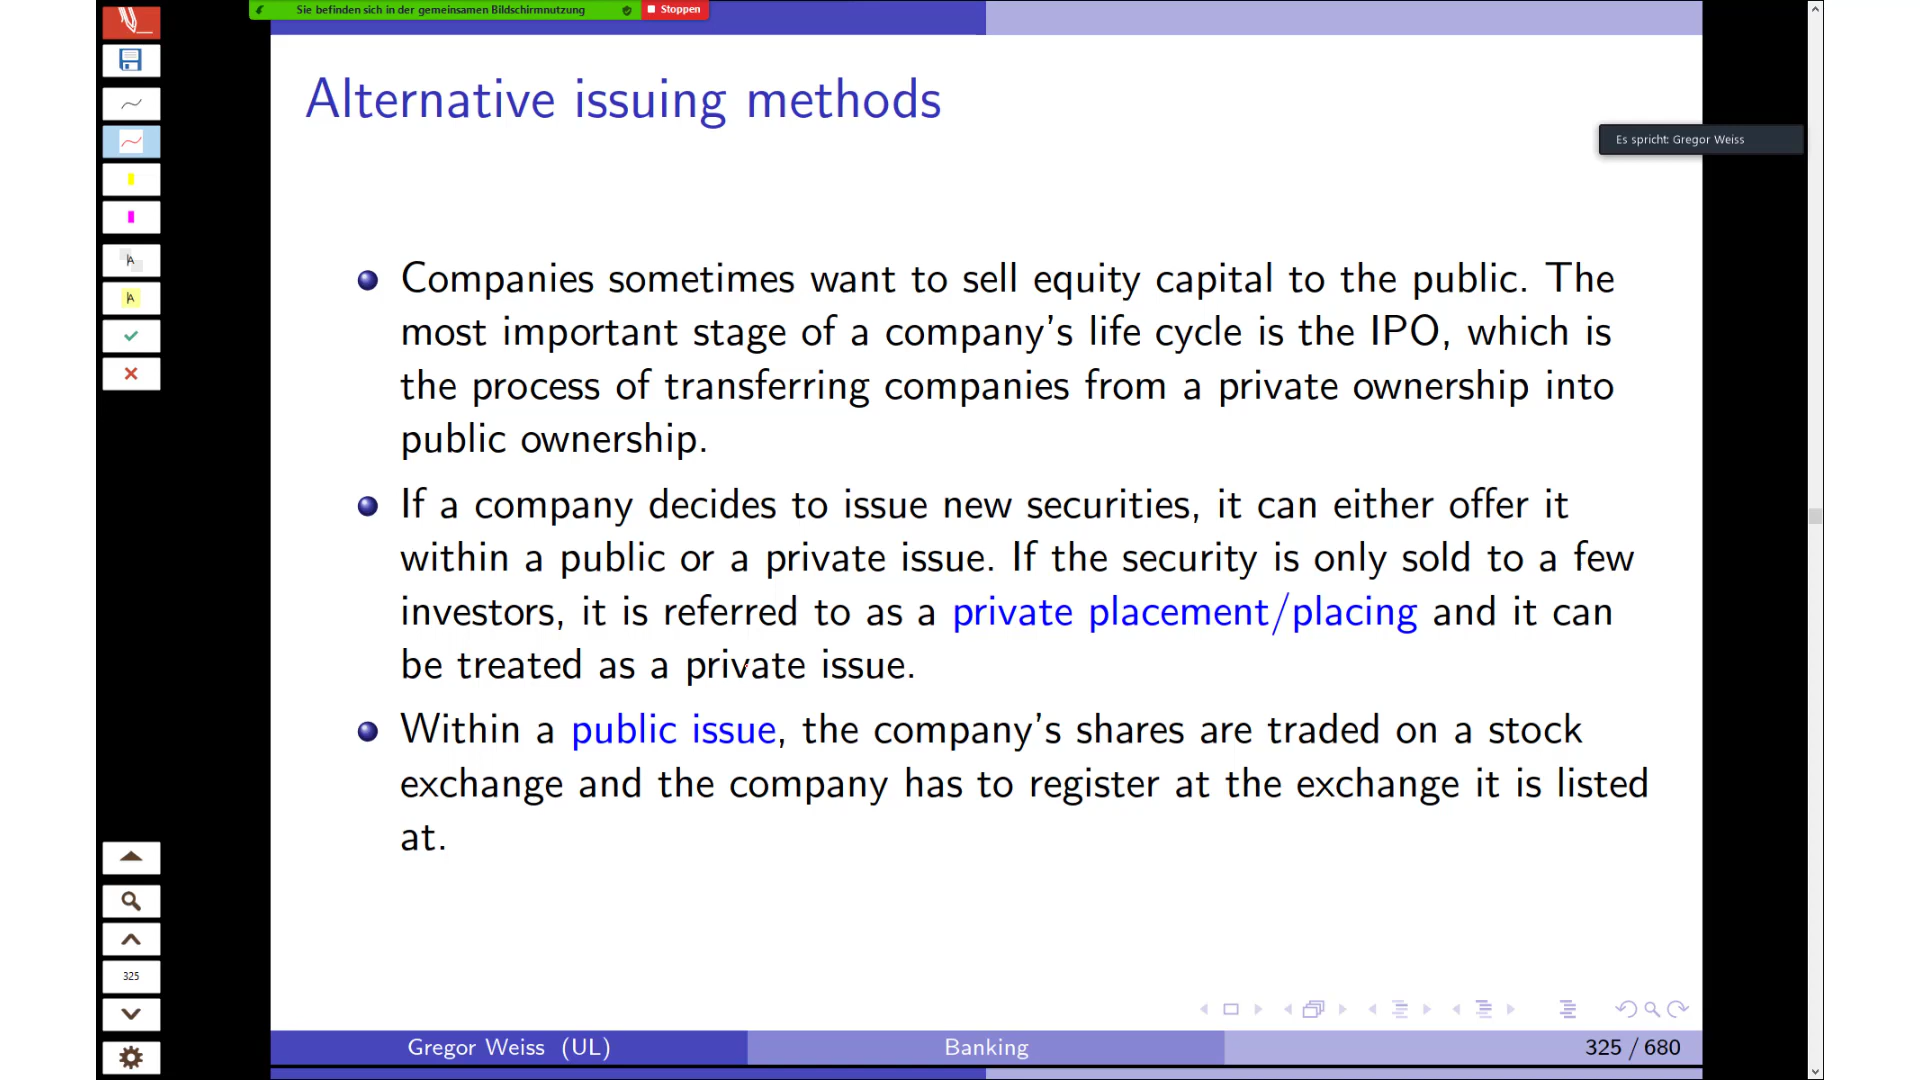 Sie befinden sich in der gemeinsamen Bildschirmnutzung
Stoppen
Alternative issuing methods
Es spricht: Gregor Weiss
Companies sometimes want to sell equity capital to the public. The
most important stage of a company's life cycle is the IPO, which is
the process of transferring companies from a private ownership into
public ownership.
If a company decides to issue new securities, it can either offer it
within a public or a private issue. If the security is only sold to a few
investors, it is referred to as a private placement/placing and it can
be treated as a private issue.
Within a public issue, the company's shares are traded on a stock
exchange and the company has to register at the exchange it is listed
at.
A
A
325
Gregor Weiss (UL)
Banking
325 / 680